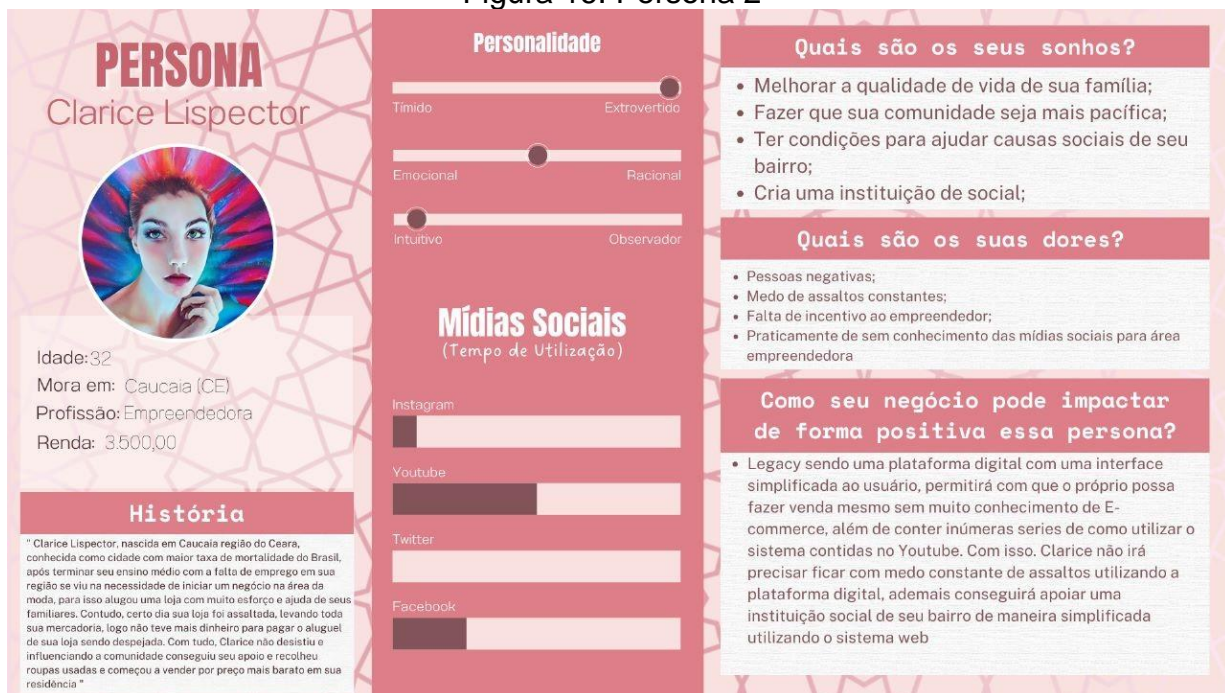 Figura 15: Persona 2
PERSONA
Clarice Lispector
Idade:32
Mora em: Caucaia (CE)
Profissão: Empreendedora
Renda: 3.500,00
História
" Clarice Lispector, nascida em Caucaia região do Ceara,
conhecida como cidade com maior taxa de mortalidade do Brasil,
após terminar seu ensino médio com a falta de emprego em sua
região se viu na necessidade de iniciar um negócio na área da
moda, para isso alugou uma loja com muito esforço e ajuda de seus
familiares. Contudo, certo dia sua loja foi assaltada, levando toda
sua mercadoria, logo não teve mais dinheiro para pagar o aluguel
de sua loja sendo despejada. Com tudo, Clarice não desistiu e
influenciando a comunidade conseguiu seu apoio e recolheu
roupas usadas e começou a vender por preço mais barato em sua
residência "
Personalidade
Tímido Extrovertido
Emocional Racional
Intuitivo Observador
Mídias Sociais
(Tempo de Utilização)
Instagram
Youtube
Twitter
Facebook
Quais são os seus sonhos?
• Melhorar a qualidade de vida de sua família;
• Fazer que sua comunidade seja mais pacífica;
• Ter condições para ajudar causas sociais de seu
bairro;
• Cria uma instituição de social;
Quais são os suas dores?
• Pessoas negativas;
• Medo de assaltos constantes;
• Falta de incentivo ao empreendedor;
• Praticamente de sem conhecimento das mídias sociais para área
empreendedora
Como seu negócio pode impactar
de forma positiva essa persona?
• Legacy sendo uma plataforma digital com uma interface
simplificada ao usuário, permitirá com que o próprio possa
fazer venda mesmo sem muito conhecimento de E-
commerce, além de conter inúmeras series de como utilizar o
sistema contidas no Youtube. Com isso. Clarice não irá
precisar ficar com medo constante de assaltos utilizando a
plataforma digital, ademais conseguirá apoiar uma
instituição social de seu bairro de maneira simplificada
utilizando o sistema web